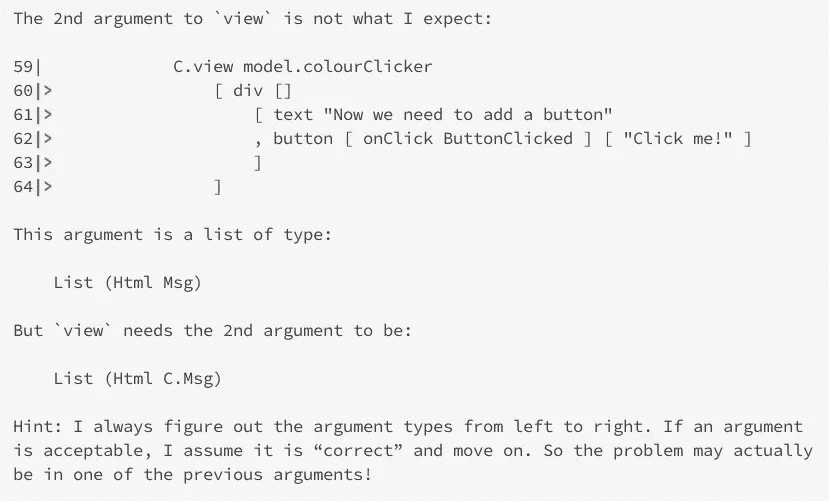 The 2nd argument to `view` is not what I expect:
59|             C.view model.colourClicker
60|>                [ div []
61|>                    [ text "Now we need to add a button"
62|>                    , button [ onClick ButtonClicked ] [ "Click me!" ]
63|>                    ]
64|>                ]
This argument is a list of type:
    List (Html Msg)
But `view` needs the 2nd argument to be:
    List (Html C.Msg)
Hint: I always figure out the argument types from left to right. If an argument
is acceptable, I assume it is “correct” and move on. So the problem may actually
be in one of the previous arguments!